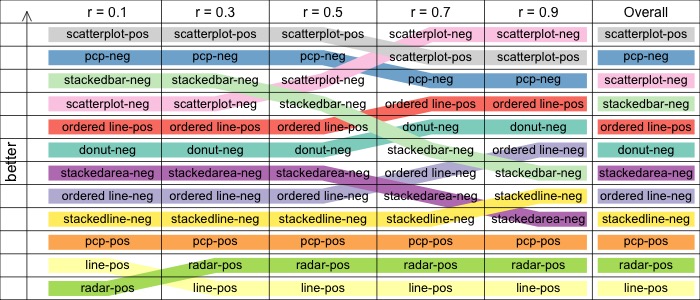 r = 0.1 r = 0.3 r = 0.5 r = 0.7 r = 0.9 Overall
scatterplot-pos scatterplot-pos scatterplot-pos scatterplot-neg scatterplot-neg scatterplot-pos
pcp-neg pcp-neg pcp-neg scatterplot-pos scatterplot-pos pcp-neg
stackedbar-neg stackedbar-neg scatterplot-neg pcp-neg pcp-neg scatterplot-neg
scatterplot-neg scatterplot-neg stackedbar-neg ordered line-pos ordered line-pos stackedbar-neg
ordered line-pos ordered line-pos ordered line-pos donut-neg donut-neg ordered line-pos
donut-neg donut-neg donut-neg stackedbar-neg ordered line-neg donut-neg
stackedarea-neg stackedarea-neg stackedarea-neg ordered line-neg stackedbar-neg stackedarea-neg
ordered line-neg ordered line-neg ordered line-neg stackedarea-neg stackedline-neg ordered line-neg
stackedline-neg stackedline-neg stackedline-neg stackedline-neg stackedarea-neg stackedline-neg
pcp-pos pcp-pos pcp-pos pcp-pos pcp-pos pcp-pos
line-pos radar-pos radar-pos radar-pos radar-pos radar-pos
radar-pos line-pos line-pos line-pos line-pos line-pos
better